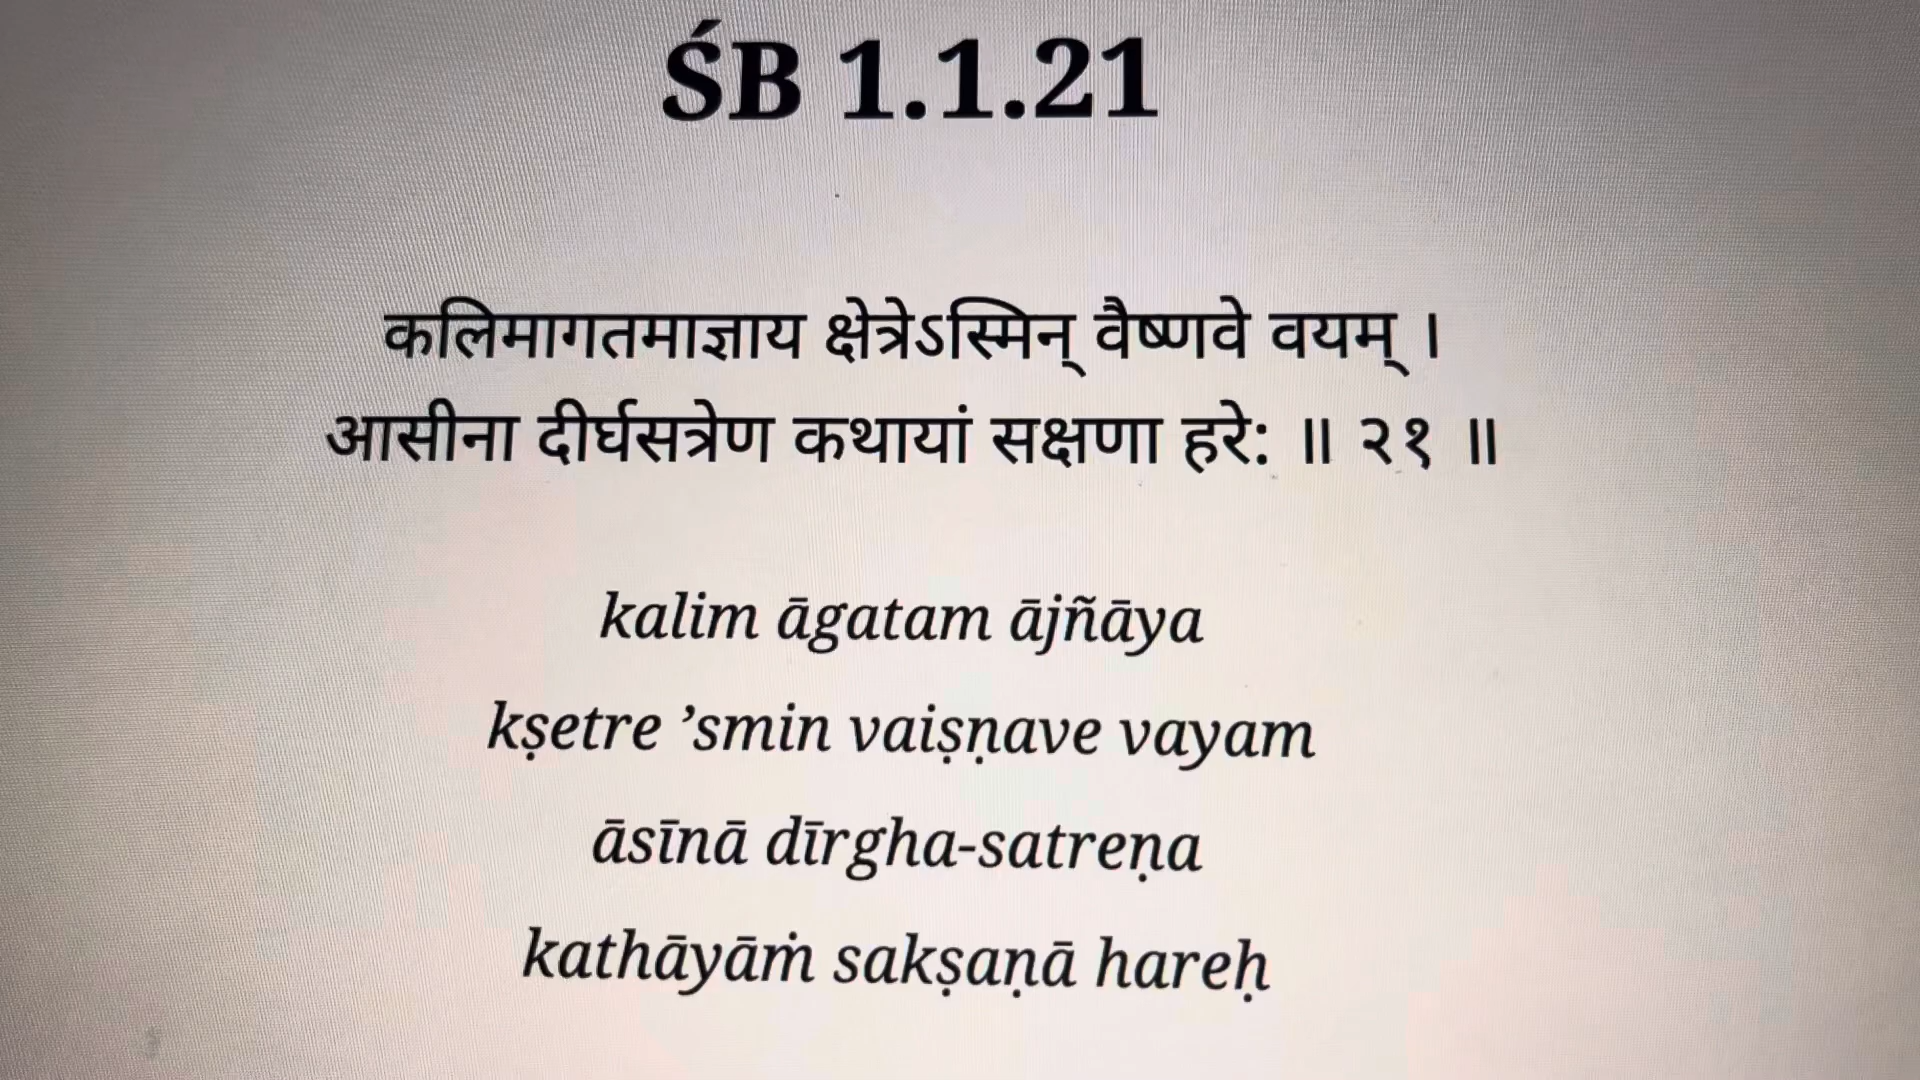 ŚB 1.1.21
कलिमागतमाज्ञाय क्षेत्रेऽस्मिन् वैष्णवे वयम् ।
आसीना दीर्घसत्रेण कथायां सक्षणा हरे: ॥ २१ ॥
kalim āgatam ājñāya
kṣetre ’smin vaiṣṇave vayam
āsīnā dīrgha-satreṇa
kathāyāṁ sakṣaṇā hareḥ